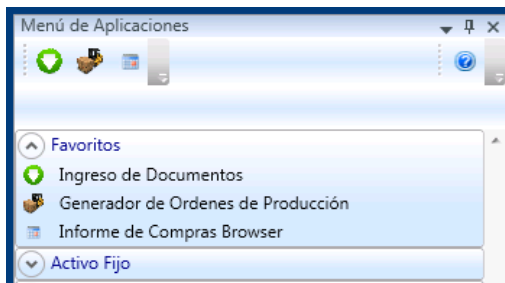 Menú de Aplicaciones
Favoritos
Ingreso de Documentos
Generador de Ordenes de Producción
Informe de Compras Browser
Activo Fijo